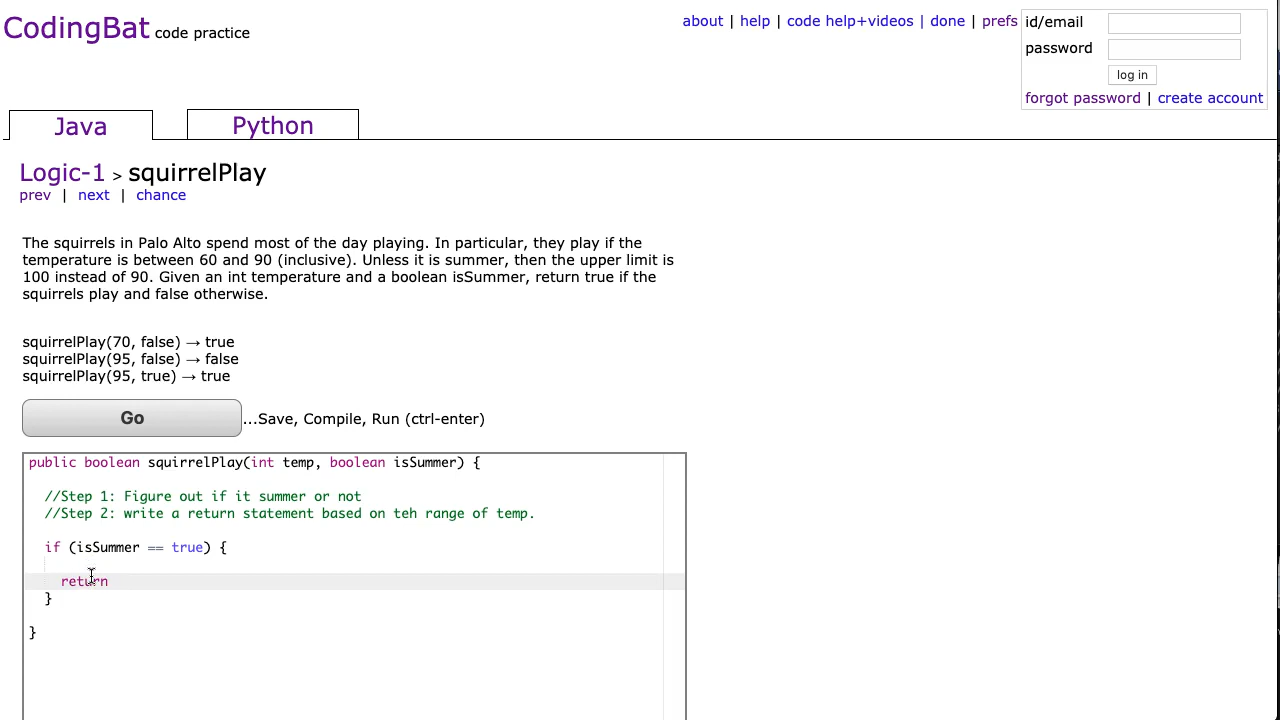 CodingBat code practice
about | help | code help+videos | done | prefs
id/email
password
log in
forgot password | create account
Java
Python
Logic-1 > squirrelPlay
prev | next | chance
The squirrels in Palo Alto spend most of the day playing. In particular, they play if the
temperature is between 60 and 90 (inclusive). Unless it is summer, then the upper limit is
100 instead of 90. Given an int temperature and a boolean isSummer, return true if the
squirrels play and false otherwise.
squirrelPlay(70, false) → true
squirrelPlay(95, false) → false
squirrelPlay(95, true) → true
Go
...Save, Compile, Run (ctrl-enter)
public boolean squirrelPlay(int temp, boolean isSummer) {
//Step 1: Figure out if it summer or not
//Step 2: write a return statement based on teh range of temp.
if (isSummer == true) {
return
}
}